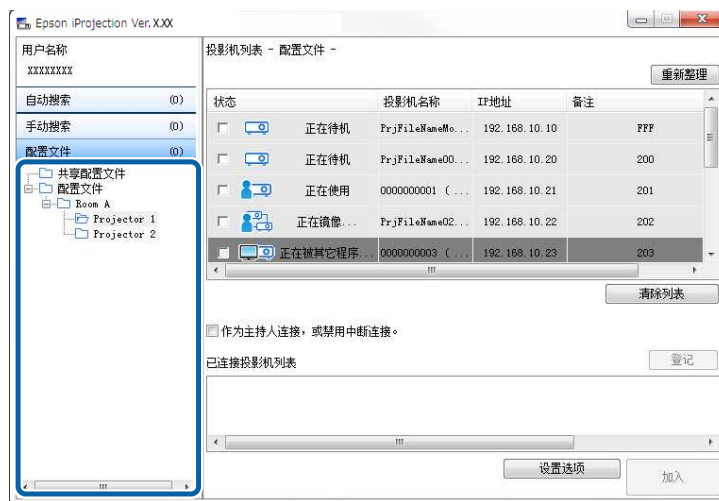 Epson iProjection Ver. X.XX
用户名称
XXXXXXXX
自动搜索 (0)
手动搜索 (0)
配置文件 (0)
共享配置文件
配置文件
Room A
Projector 1
Projector 2
投影机列表 - 配置文件 -
重新整理
状态 投影机名称 IP地址 备注
正在待机 PrjFileNameMo... 192.168.10.10 FFF
正在待机 PrjFileName00... 192.168.10.20 200
正在使用 0000000001 (... 192.168.10.21 201
正在镜像... PrjFileName02... 192.168.10.22 202
正在被其它程序... 0000000003 (... 192.168.10.23 203
清除列表
作为主持人连接，或禁用中断连接。
已连接投影机列表
登记
设置选项
加入